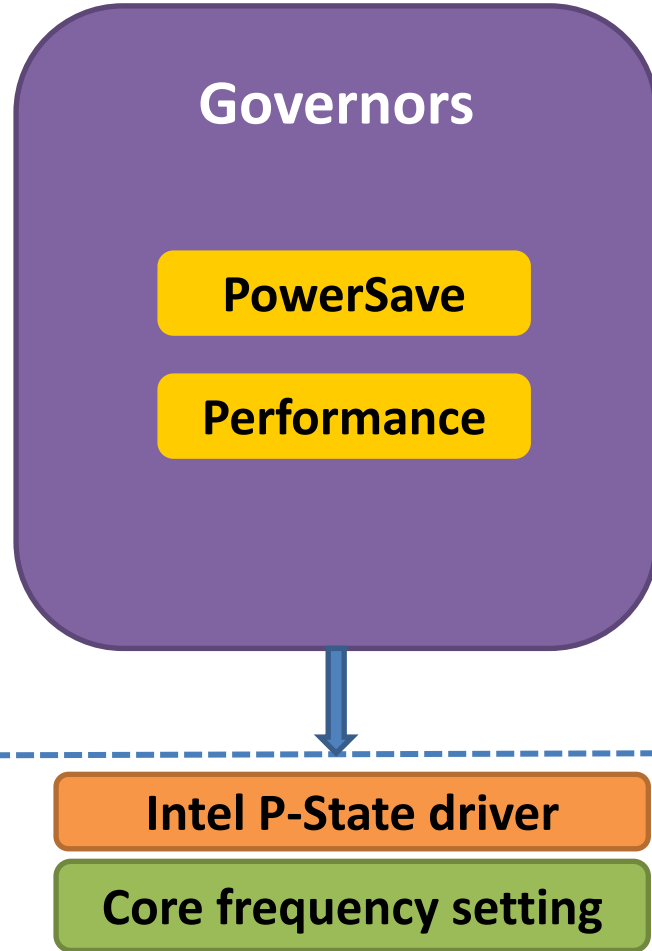 Governors
PowerSave
Performance
Intel P-State driver
Core frequency setting